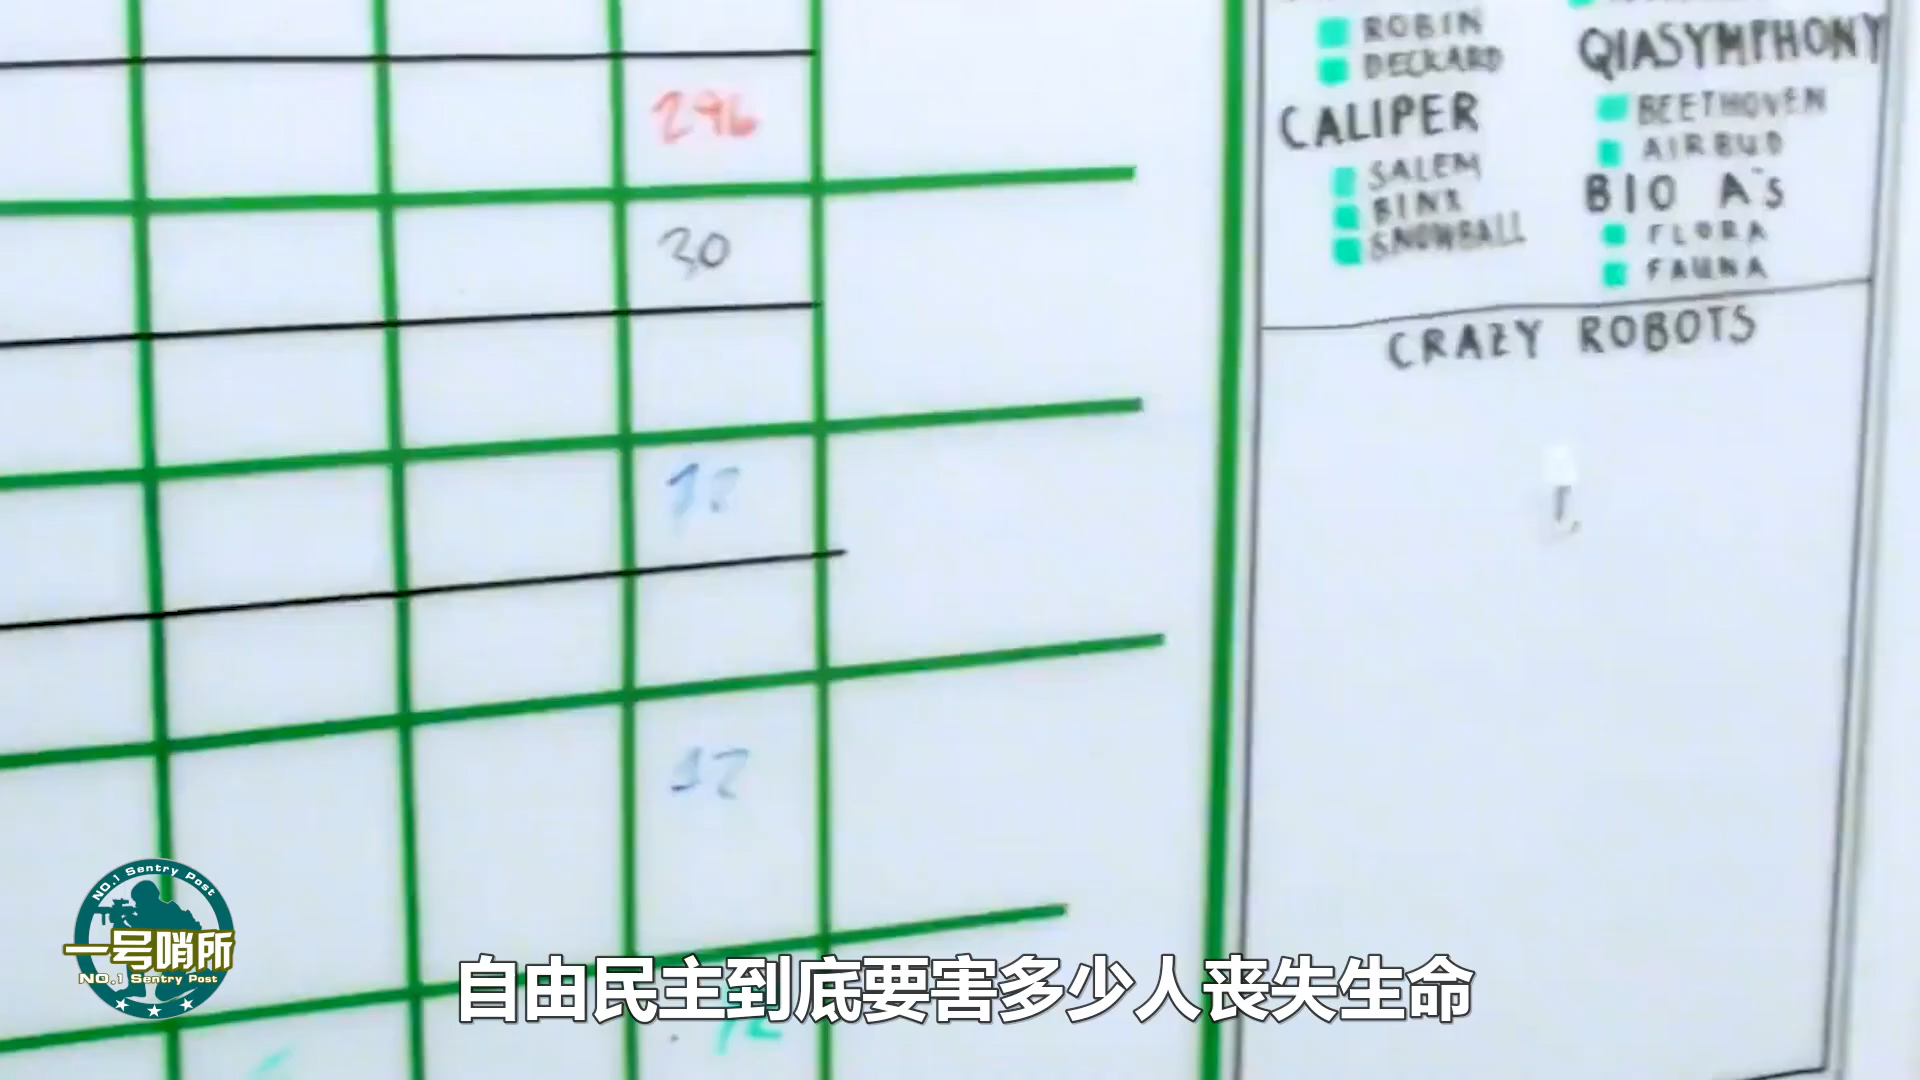 296
30
12
ROBIN
DECKARD
CALIPER
SALEM
BINX
SNOWBALL
QIASYMPHONY
BEETHOVEN
AIRBUD
BIO A's
FLORA
FAUNA
CRAZY ROBOTS
NO.1 Sentry Post
一号哨所
NO.1 Sentry Post
自由民主到底要害多少人丧失生命